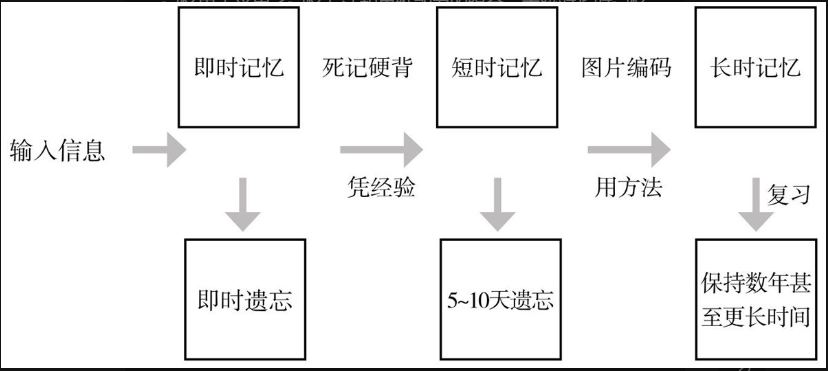 即时记忆
死记硬背
短时记忆
图片编码
长时记忆
输入信息
凭经验
用方法
复习
即时遗忘
5~10天遗忘
保持数年甚
至更长时间